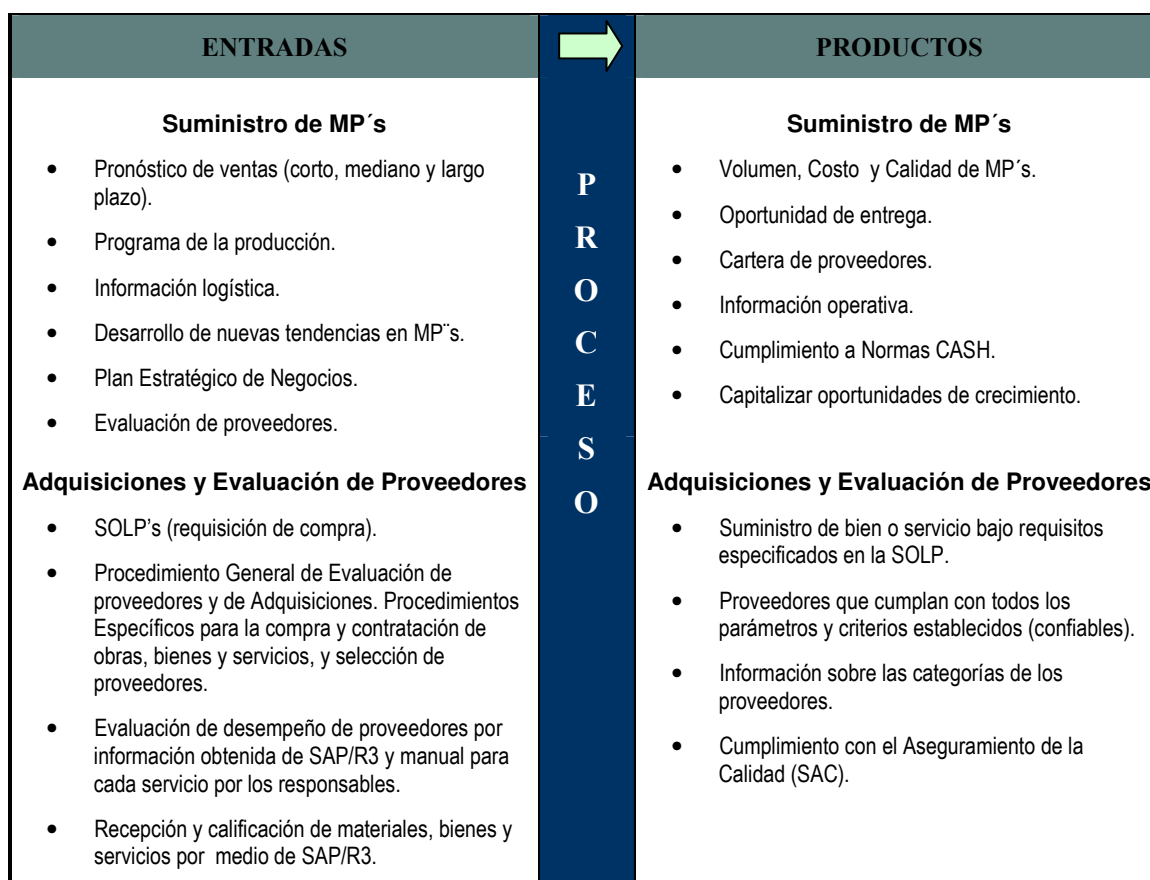 ENTRADAS
PRODUCTOS
Suministro de MP´s
• Pronóstico de ventas (corto, mediano y largo
plazo).
• Programa de la producción.
• Información logística.
• Desarrollo de nuevas tendencias en MP¨s.
• Plan Estratégico de Negocios.
• Evaluación de proveedores.
Adquisiciones y Evaluación de Proveedores
• SOLP's (requisición de compra).
• Procedimiento General de Evaluación de
proveedores y de Adquisiciones. Procedimientos
Específicos para la compra y contratación de
obras, bienes y servicios, y selección de
proveedores.
• Evaluación de desempeño de proveedores por
información obtenida de SAP/R3 y manual para
cada servicio por los responsables.
• Recepción y calificación de materiales, bienes y
servicios por medio de SAP/R3.
P
R
O
C
E
S
O
Suministro de MP´s
• Volumen, Costo y Calidad de MP´s.
• Oportunidad de entrega.
• Cartera de proveedores.
• Información operativa.
• Cumplimiento a Normas CASH.
• Capitalizar oportunidades de crecimiento.
Adquisiciones y Evaluación de Proveedores
• Suministro de bien o servicio bajo requisitos
especificados en la SOLP.
• Proveedores que cumplan con todos los
parámetros y criterios establecidos (confiables).
• Información sobre las categorías de los
proveedores.
• Cumplimiento con el Aseguramiento de la
Calidad (SAC).